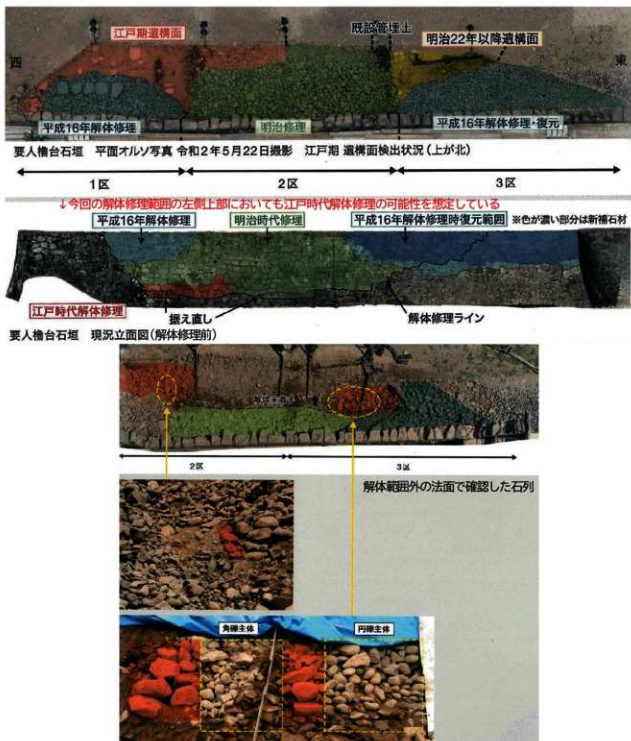 江戸期遺構面
既設管理土
明治22年以降遺構面
西
東
平成16年解体修理
明治修理
平成16年解体修理・復元
要人櫓台石垣 平面オルソ写真 令和2年5月22日撮影 江戸期 遺構面検出状況(上が北)
1区
2区
3区
↓今回の解体修理範囲の左側上部においても江戸時代解体修理の可能性を想定している
平成16年解体修理
明治時代修理
平成16年解体修理時復元範囲
※色が濃い部分は新補石材
江戸時代解体修理
据え直し
解体修理ライン
要人櫓台石垣 現況立面図(解体修理前)
2区
3区
解体範囲外の法面で確認した石列
角礫主体
円礫主体